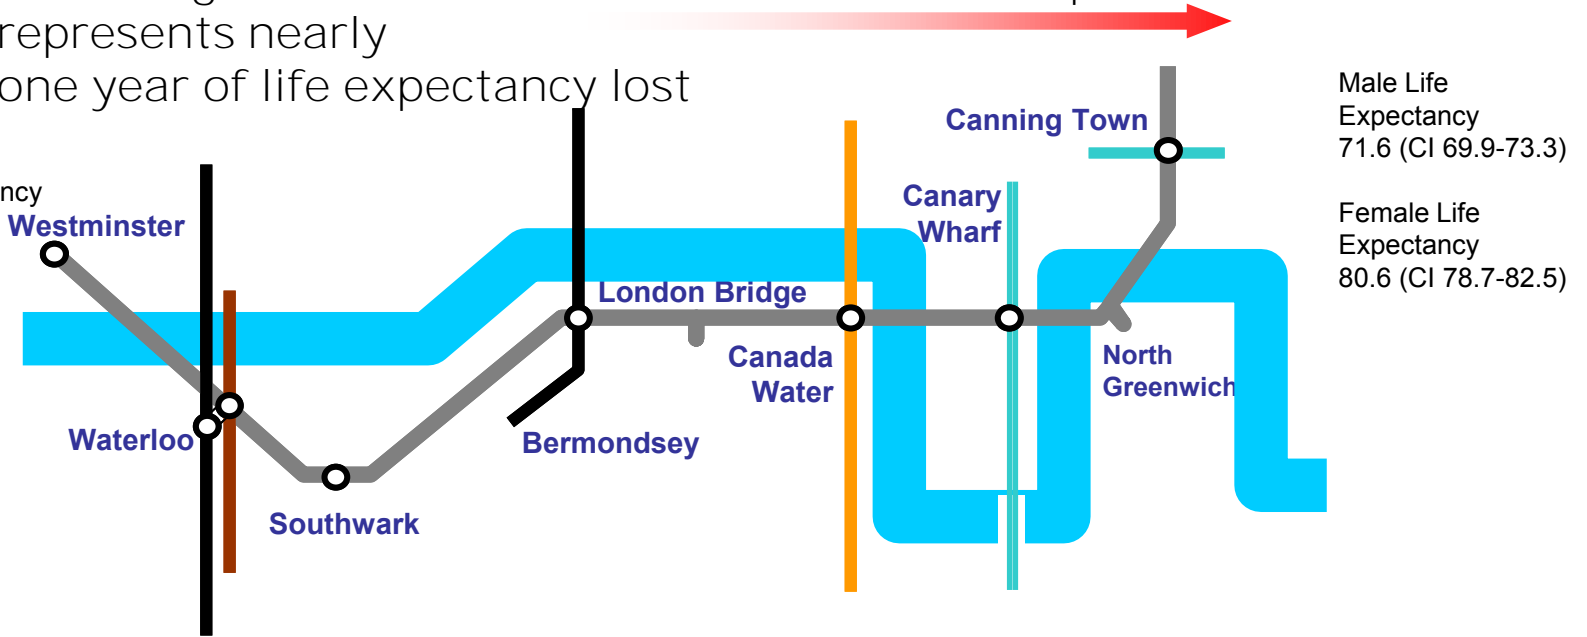 represents nearly
one year of life expectancy lost
Male Life
Expectancy
71.6 (CI 69.9-73.3)
Female Life
Expectancy
80.6 (CI 78.7-82.5)
Canning Town
ncy
Westminster
Canary
Wharf
London Bridge
Canada
Water
North
Greenwich
Waterloo
Bermondsey
Southwark